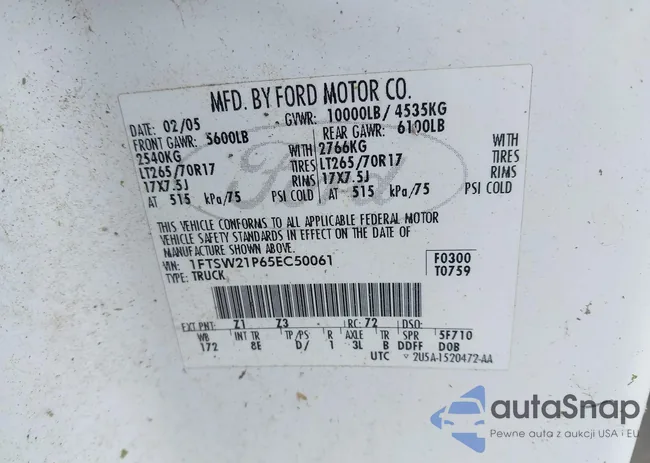 MFD. BY FORD MOTOR CO.
DATE: 02/05 GVWR: 10000LB/ 4535KG
FRONT GAWR: 5600LB REAR GAWR: 6100LB
2540KG WITH 2766KG WITH
LT265/70R17 TIRES LT265/70R17 TIRES
17X7.5J RIMS 17X7.5J RIMS
AT 515 kPa/75 PSI COLD AT 515 kPa/75 PSI COLD
THIS VEHICLE CONFORMS TO ALL APPLICABLE FEDERAL MOTOR
VEHICLE SAFETY STANDARDS IN EFFECT ON THE DATE OF
MANUFACTURE SHOWN ABOVE.
VIN: 1FTSW21P65EC50061 F0300
TYPE: TRUCK T0759
Ford
EXT PNT: Z1 Z3 RC: 72 DSO:
WB INT TR TP/PS R AXLE TR SPR 5F710
172 8E D/ 1 3L B DDFF DOB
UTC 2U5A-1520472-AA
autoSnap
Pewne auta z aukcji USA i EU